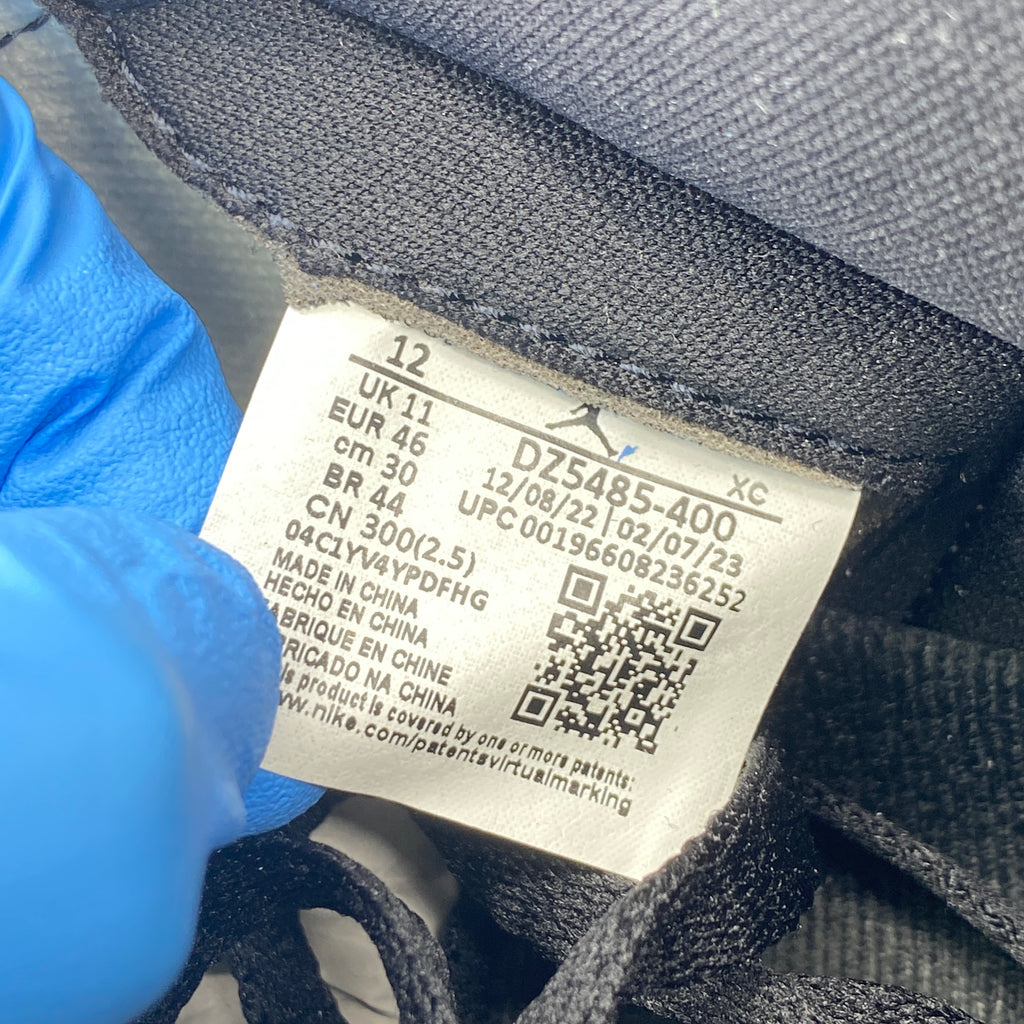 12
UK 11
EUR 46
cm 30
BR 44
CN 300(2.5)
04C1YV4YPDFHG
MADE IN CHINA
HECHO EN CHINA
ABRIQUE EN CHINE
RICADO NA CHINA
is product is covered by one or more patents:
ww.nike.com/patentsvirtualmarking
XC
DZ5485-400
12/08/22 | 02/07/23
UPC 00196608236252